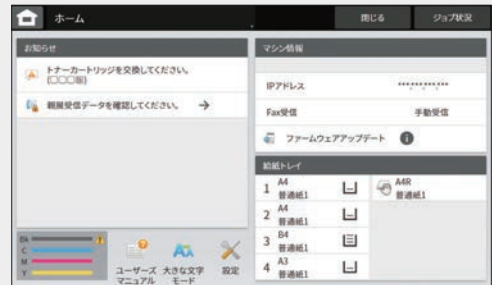 ホーム
閉じる
ジョブ状況
お知らせ
トナーカートリッジを交換してください。
(□□□版)
親展受信データを確認してください。 →
マシン情報
IPアドレス ***.***.***.***
Fax受信 手動受信
ファームウェアアップデート
給紙トレイ
1 A4 普通紙1
2 A4 普通紙1
3 B4 普通紙1
4 A3 普通紙1
A4R 普通紙1
Bk
C
M
Y
ユーザーズ
マニュアル
大きな文字
モード
設定